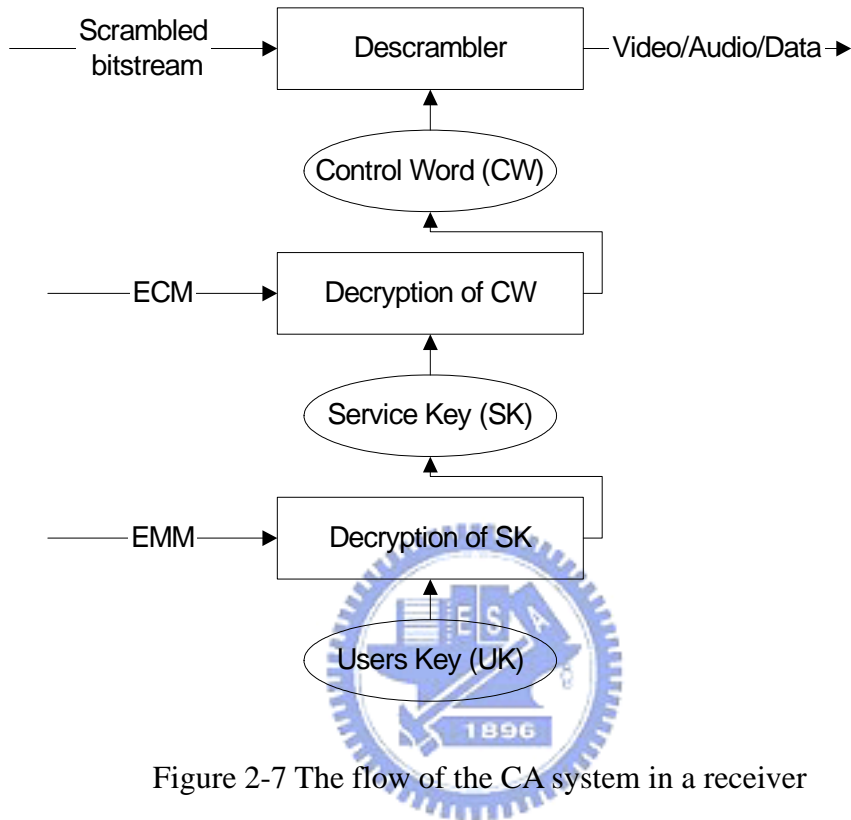 Scrambled
bitstream
Descrambler
Video/Audio/Data
Control Word (CW)
ECM
Decryption of CW
Service Key (SK)
EMM
Decryption of SK
E S A
Users Key (UK)
1896
Figure 2-7 The flow of the CA system in a receiver